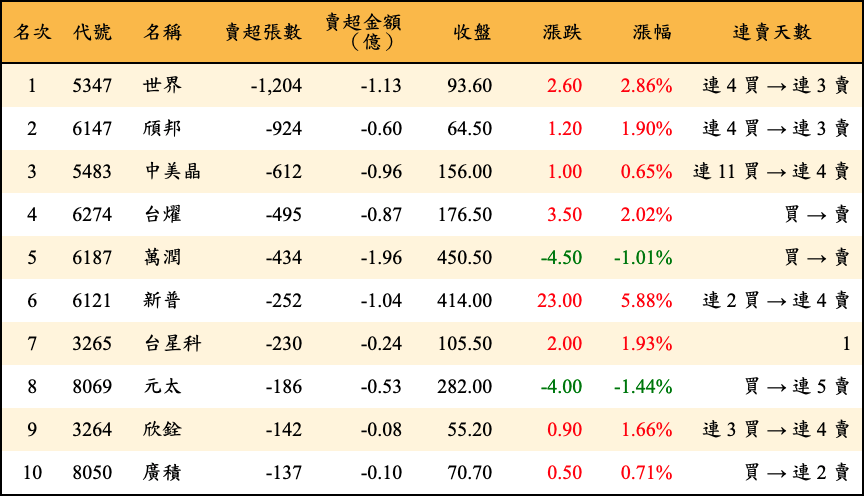 名次 代號 名稱 賣超張數 賣超金額（億） 收盤 漲跌 漲幅 連賣天數
1 5347 世界 -1,204 -1.13 93.60 2.60 2.86% 連 4 買 → 連 3 賣
2 6147 頎邦 -924 -0.60 64.50 1.20 1.90% 連 4 買 → 連 3 賣
3 5483 中美晶 -612 -0.96 156.00 1.00 0.65% 連 11 買 → 連 4 賣
4 6274 台燿 -495 -0.87 176.50 3.50 2.02% 買 → 賣
5 6187 萬潤 -434 -1.96 450.50 -4.50 -1.01% 買 → 賣
6 6121 新普 -252 -1.04 414.00 23.00 5.88% 連 2 買 → 連 4 賣
7 3265 台星科 -230 -0.24 105.50 2.00 1.93% 1
8 8069 元太 -186 -0.53 282.00 -4.00 -1.44% 買 → 連 5 賣
9 3264 欣銓 -142 -0.08 55.20 0.90 1.66% 連 3 買 → 連 4 賣
10 8050 廣積 -137 -0.10 70.70 0.50 0.71% 買 → 連 2 賣